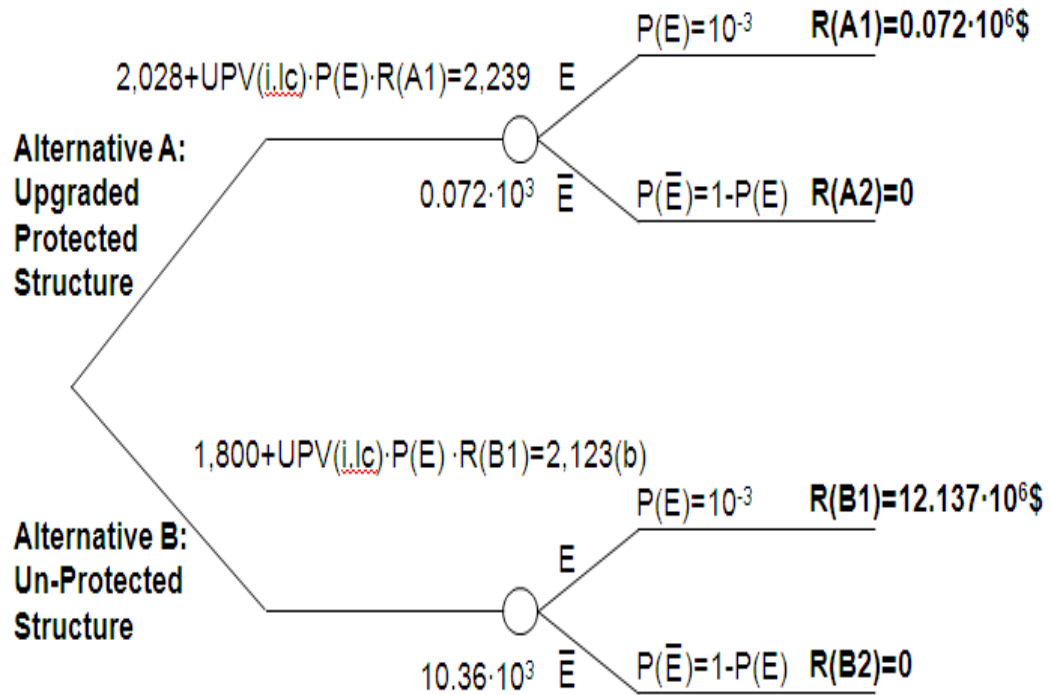 P(E)=10⁻³ R(A1)=0.072·10⁶$
2,028+UPV(i.lc)·P(E)·R(A1)=2,239 E
Alternative A:
Upgraded
Protected
Structure
0.072·10³ E̅ P(E̅)=1-P(E) R(A2)=0
1,800+UPV(i.lc)·P(E) ·R(B1)=2,123(b)
P(E)=10⁻³ R(B1)=12.137·10⁶$
Alternative B:
Un-Protected
Structure
E
10.36·10³ E̅ P(E̅)=1-P(E) R(B2)=0